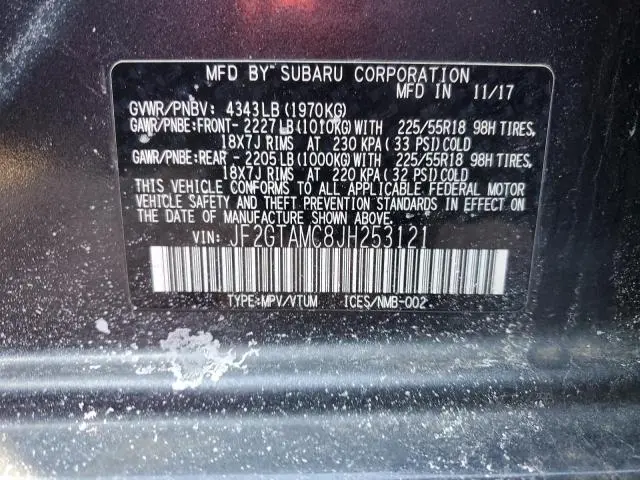 MFD BY SUBARU CORPORATION
MFD IN 11/17
GVWR/PNBV: 4343LB (1970KG)
GAWR/PNBE:FRONT- 2227LB(1010KG)WITH 225/55R18 98H TIRES,
18X7J RIMS AT 230 KPA (33 PSI)COLD
GAWR/PNBE:REAR - 2205LB(1000KG)WITH 225/55R18 98H TIRES,
18X7J RIMS AT 220 KPA (32 PSI)COLD
THIS VEHICLE CONFORMS TO ALL APPLICABLE FEDERAL MOTOR
VEHICLE SAFETY AND THEFT PREVENTION STANDARDS IN EFFECT ON
THE DATE OF MANUFACTURE SHOWN ABOVE.
VIN: JF2GTAMC8JH253121
TYPE:MPV/VTUM ICES/NMB-002